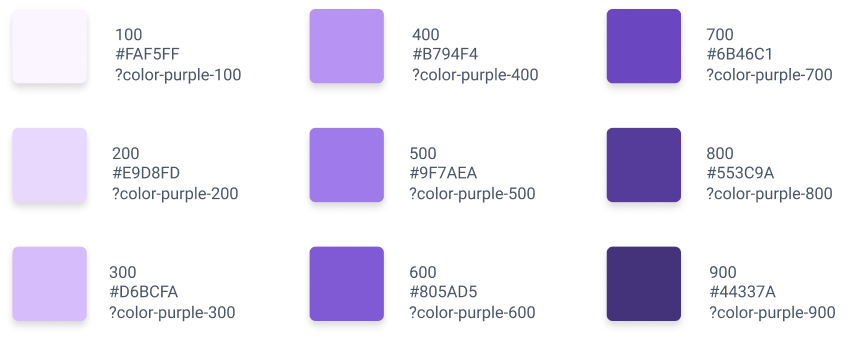 100
#FAF5FF
?color-purple-100
400
#B794F4
?color-purple-400
700
#6B46C1
?color-purple-700
200
#E9D8FD
?color-purple-200
500
#9F7AEA
?color-purple-500
800
#553C9A
?color-purple-800
300
#D6BCFA
?color-purple-300
600
#805AD5
?color-purple-600
900
#44337A
?color-purple-900